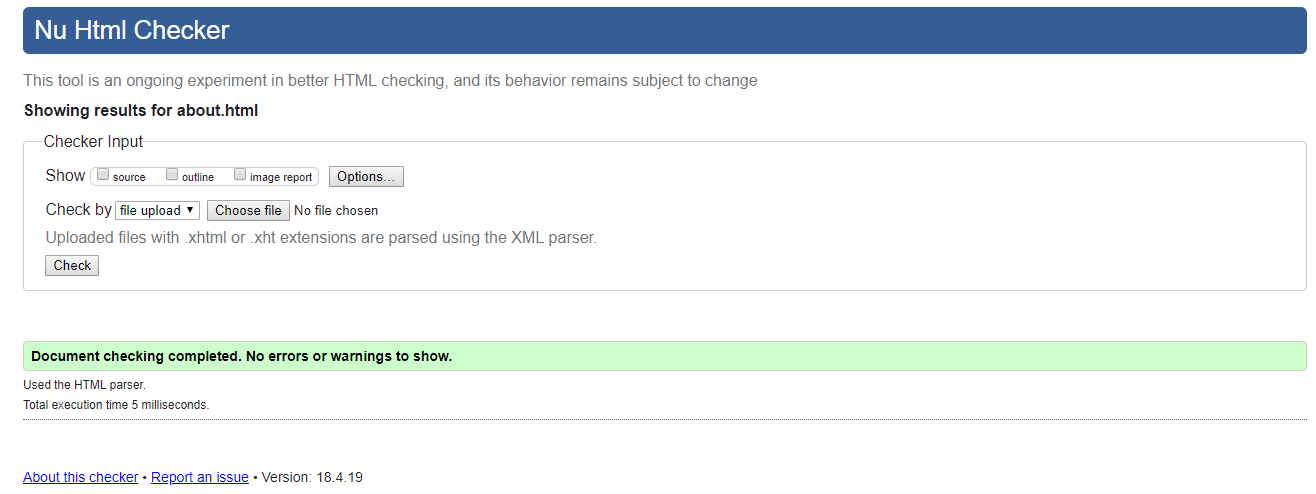 Nu Html Checker
This tool is an ongoing experiment in better HTML checking, and its behavior remains subject to change
Showing results for about.html
Checker Input
Show source outline image report Options...
Check by file upload Choose file No file chosen
Uploaded files with .xhtml or .xht extensions are parsed using the XML parser.
Check
Document checking completed. No errors or warnings to show.
Used the HTML parser.
Total execution time 5 milliseconds.
About this checker • Report an issue • Version: 18.4.19